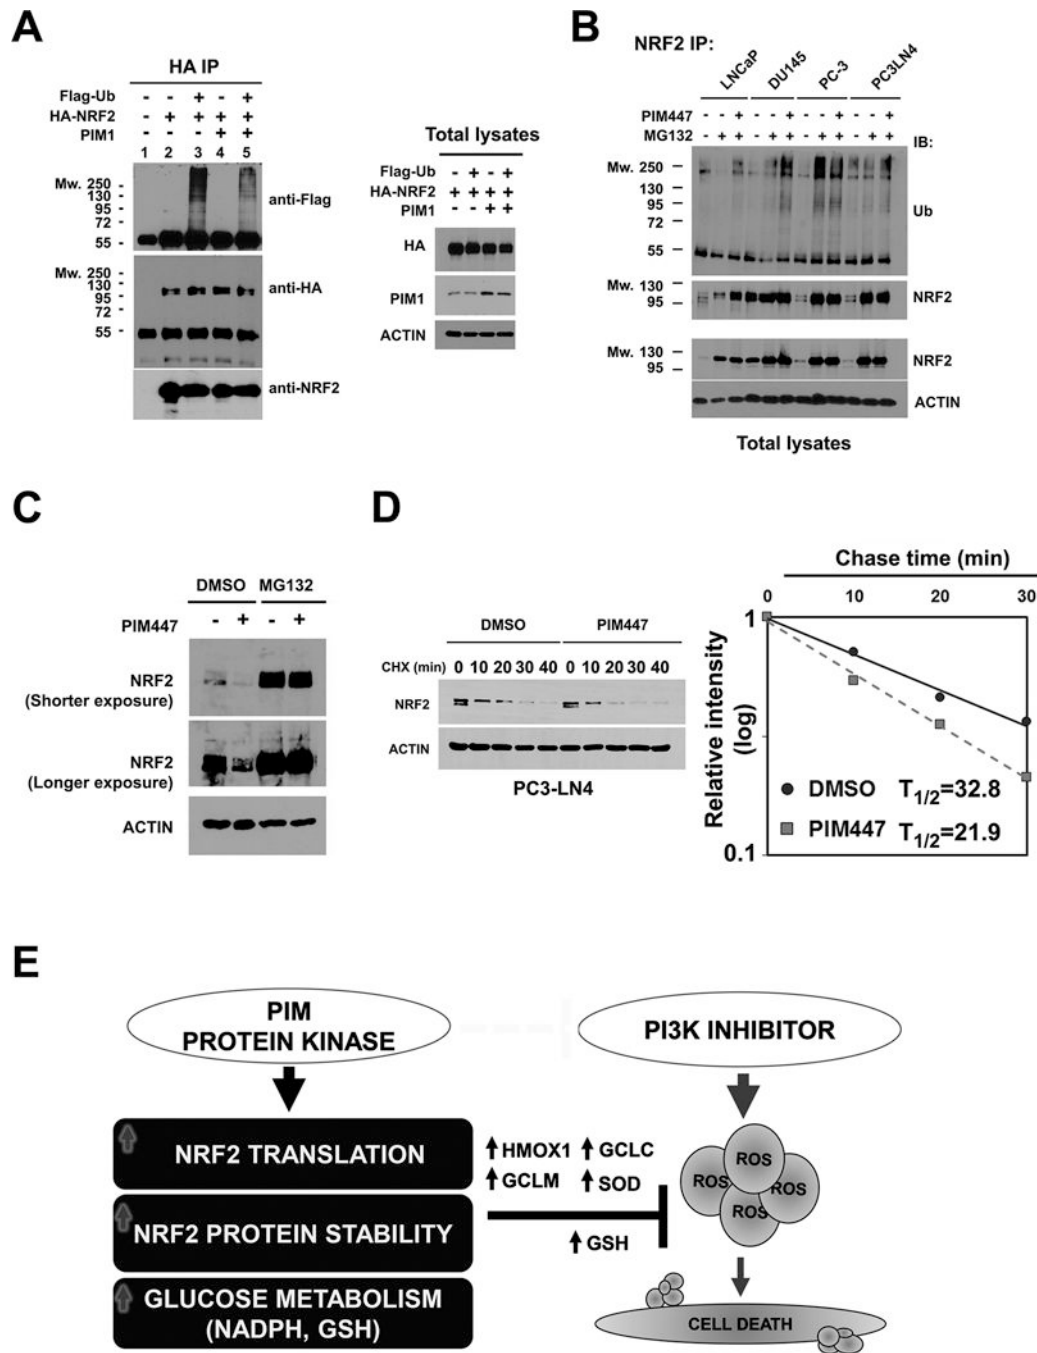 A
HA IP
Flag-Ub - - + - +
HA-NRF2 - + + + +
PIM1 - - - + +
1 2 3 4 5
Mw. 250 -
130 -
95 -
72 -
55 -
anti-Flag
Mw. 250 -
130 -
95 -
72 -
55 -
anti-HA
anti-NRF2
Total lysates
Flag-Ub - + - +
HA-NRF2 + + + +
PIM1 - - + +
HA
PIM1
ACTIN
B
NRF2 IP:
LNCaP
DU145
PC-3
PC3LN4
PIM447 - - + - - + - - + - - +
MG132 - + + - + + - + + - + +
IB:
Mw. 250
130
95
72
55
Ub
Mw. 130
95
NRF2
Mw. 130
95
NRF2
ACTIN
Total lysates
C
DMSO MG132
PIM447 - + - +
NRF2
(Shorter exposure)
NRF2
(Longer exposure)
ACTIN
D
DMSO PIM447
CHX (min) 0 10 20 30 40 0 10 20 30 40
NRF2
ACTIN
PC3-LN4
Chase time (min)
0 10 20 30
1
Relative intensity
(log)
0.1
DMSO T1/2=32.8
PIM447 T1/2=21.9
E
PIM
PROTEIN KINASE
PI3K INHIBITOR
NRF2 TRANSLATION
NRF2 PROTEIN STABILITY
GLUCOSE METABOLISM
(NADPH, GSH)
HMOX1 GCLC
GCLM SOD
GSH
ROS
ROS
ROS
ROS
CELL DEATH